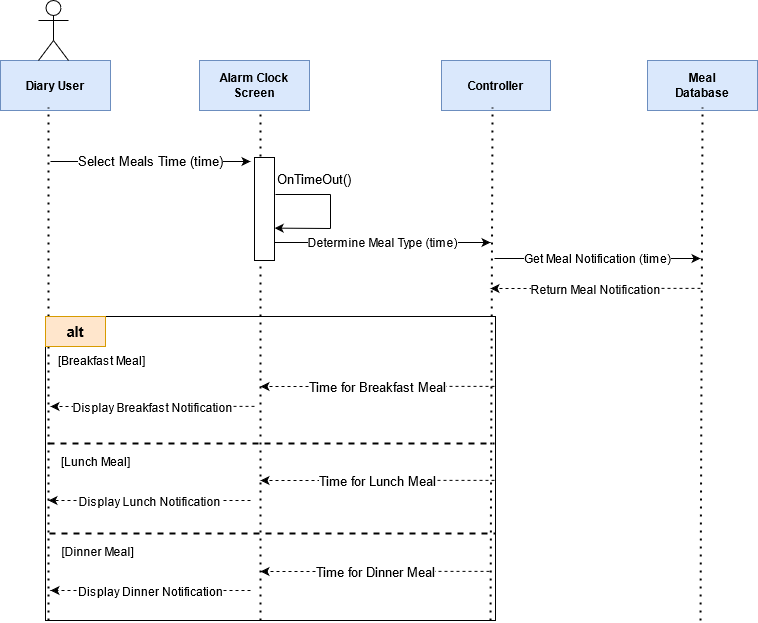 Diary User
Alarm Clock
Screen
Controller
Meal
Database
Select Meals Time (time)
OnTimeOut()
Determine Meal Type (time)
Get Meal Notification (time)
Return Meal Notification
alt
[Breakfast Meal]
Time for Breakfast Meal
Display Breakfast Notification
[Lunch Meal]
Time for Lunch Meal
Display Lunch Notification
[Dinner Meal]
Time for Dinner Meal
Display Dinner Notification